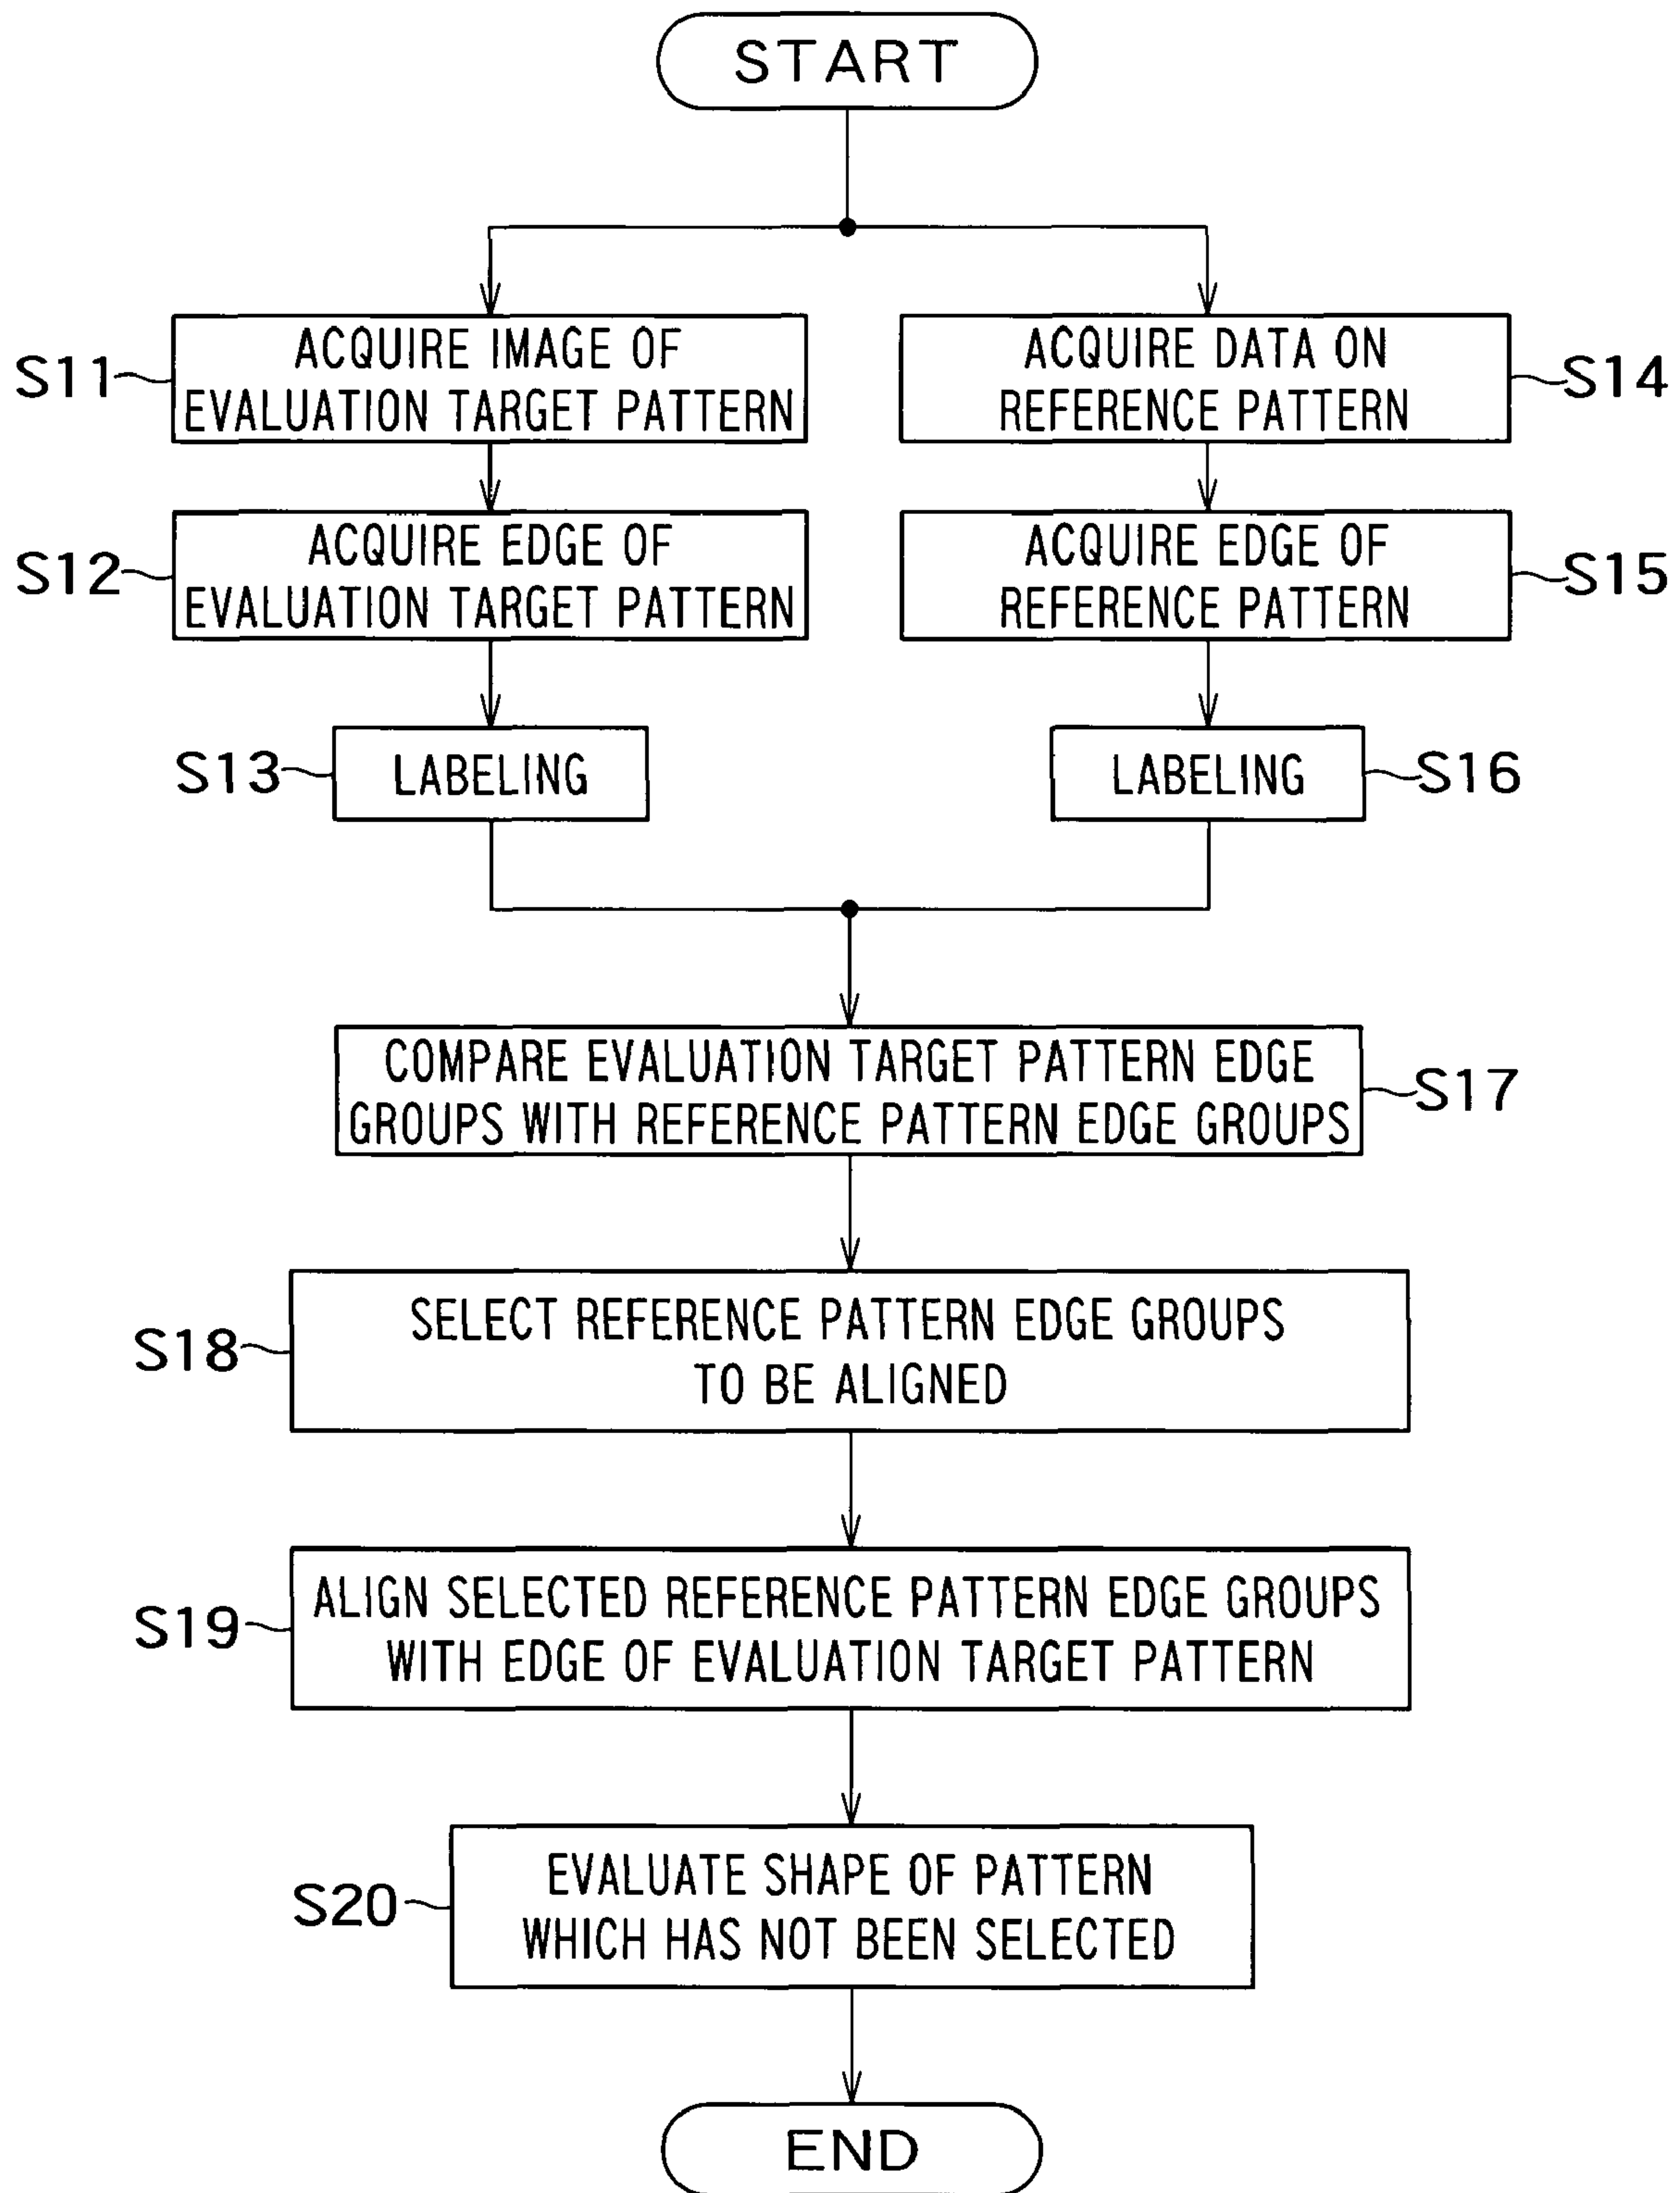 START
S11
ACQUIRE IMAGE OF
EVALUATION TARGET PATTERN
ACQUIRE DATA ON
REFERENCE PATTERN
S14
S12
ACQUIRE EDGE OF
EVALUATION TARGET PATTERN
ACQUIRE EDGE OF
REFERENCE PATTERN
S15
S13
LABELING
LABELING
S16
COMPARE EVALUATION TARGET PATTERN EDGE
GROUPS WITH REFERENCE PATTERN EDGE GROUPS
S17
S18
SELECT REFERENCE PATTERN EDGE GROUPS
TO BE ALIGNED
S19
ALIGN SELECTED REFERENCE PATTERN EDGE GROUPS
WITH EDGE OF EVALUATION TARGET PATTERN
S20
EVALUATE SHAPE OF PATTERN
WHICH HAS NOT BEEN SELECTED
END